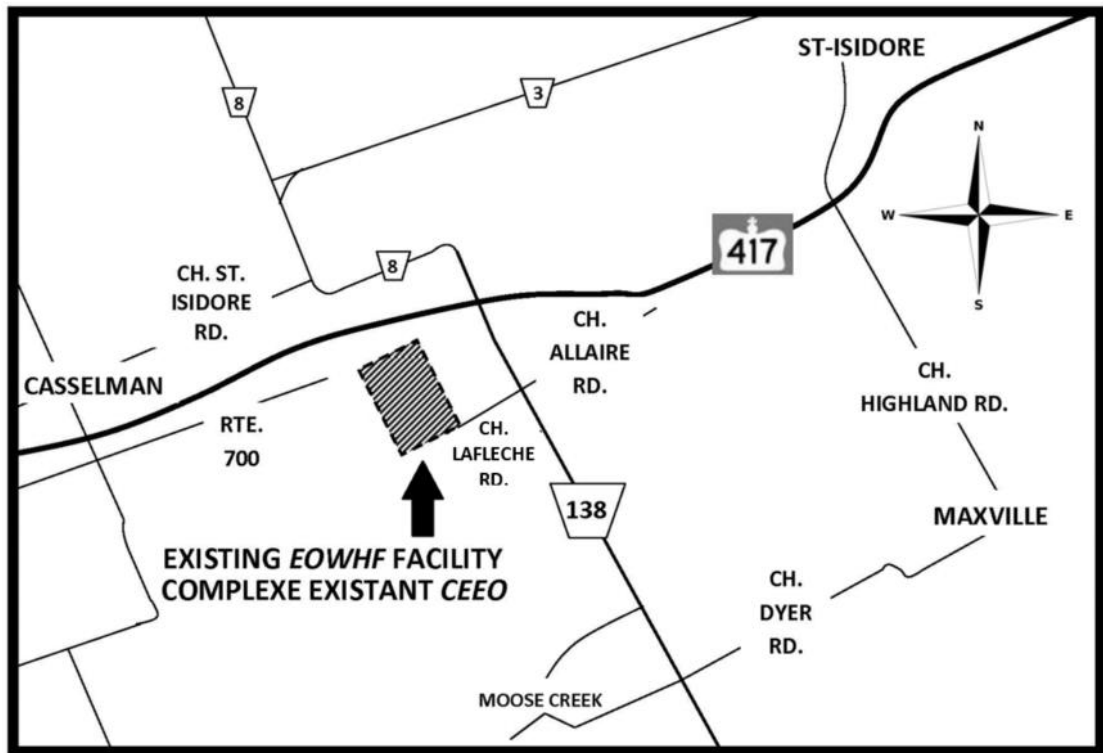 ST-ISIDORE
8
3
N
W
E
S
417
8
CH. ST.
ISIDORE
RD.
CH.
ALLAIRE
RD.
CASSELMAN
RTE.
700
CH.
HIGHLAND RD.
CH.
LAFLECHE
RD.
138
MAXVILLE
EXISTING EOWHF FACILITY
COMPLEXE EXISTANT CEEO
CH.
DYER
RD.
MOOSE CREEK